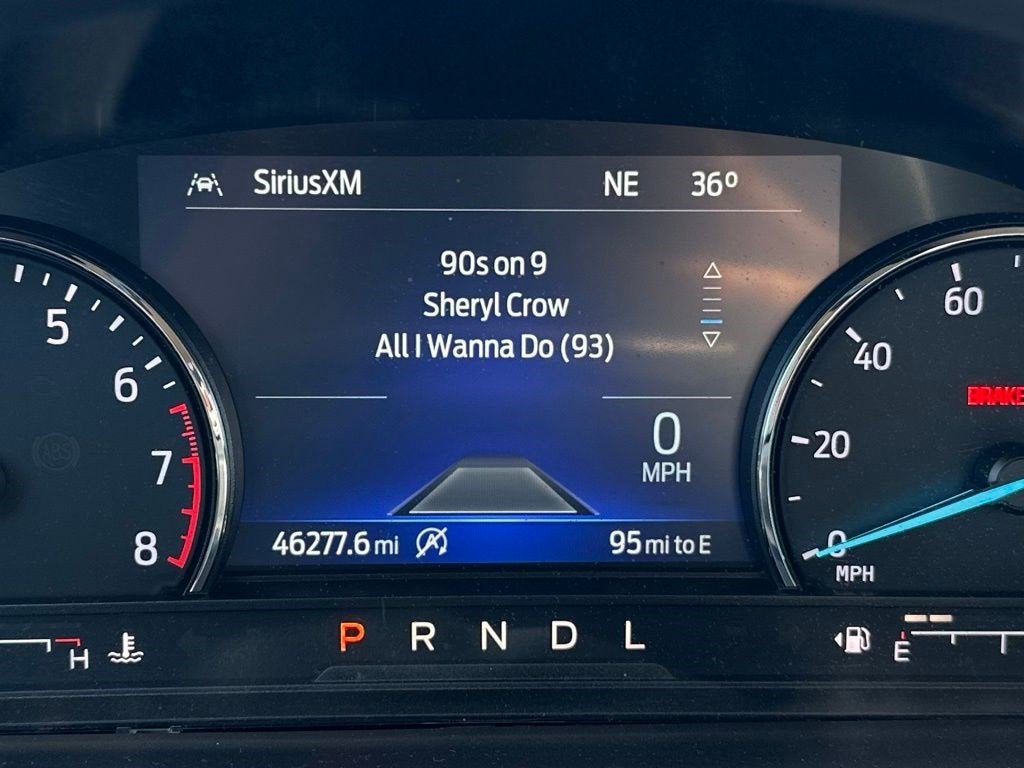 SiriusXM NE 36°
90s on 9
Sheryl Crow
All I Wanna Do (93)
5
6
7
8
60
40
20
0
MPH
BRAKE
ABS
0
MPH
46277.6 mi
95 mi to E
H
P R N D L
E